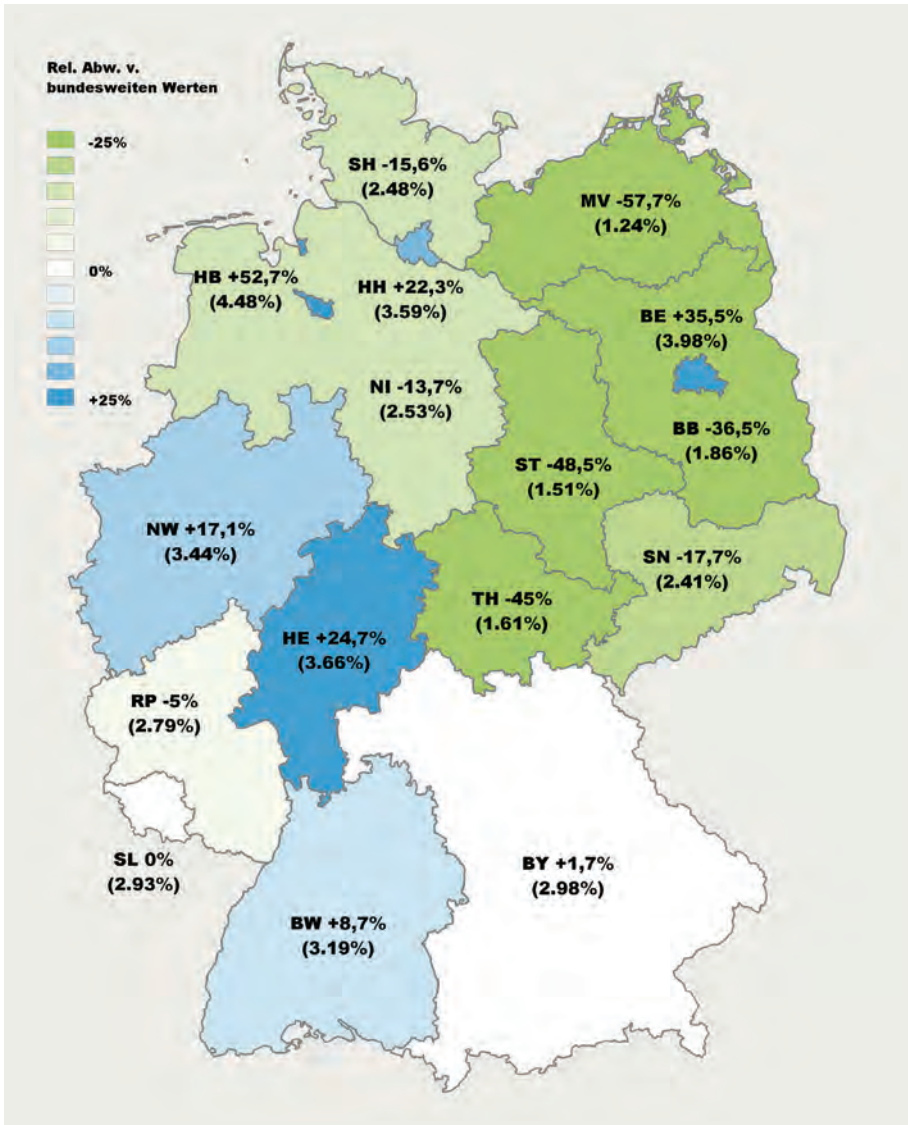 Rel. Abw. v.
bundesweiten Werten
-25%
0%
+25%
SH -15,6%
(2.48%)
MV -57,7%
(1.24%)
HB +52,7%
(4.48%)
HH +22,3%
(3.59%)
BE +35,5%
(3.98%)
NI -13,7%
(2.53%)
BB -36,5%
(1.86%)
ST -48,5%
(1.51%)
NW +17,1%
(3.44%)
SN -17,7%
(2.41%)
TH -45%
(1.61%)
HE +24,7%
(3.66%)
RP -5%
(2.79%)
SL 0%
(2.93%)
BY +1,7%
(2.98%)
BW +8,7%
(3.19%)